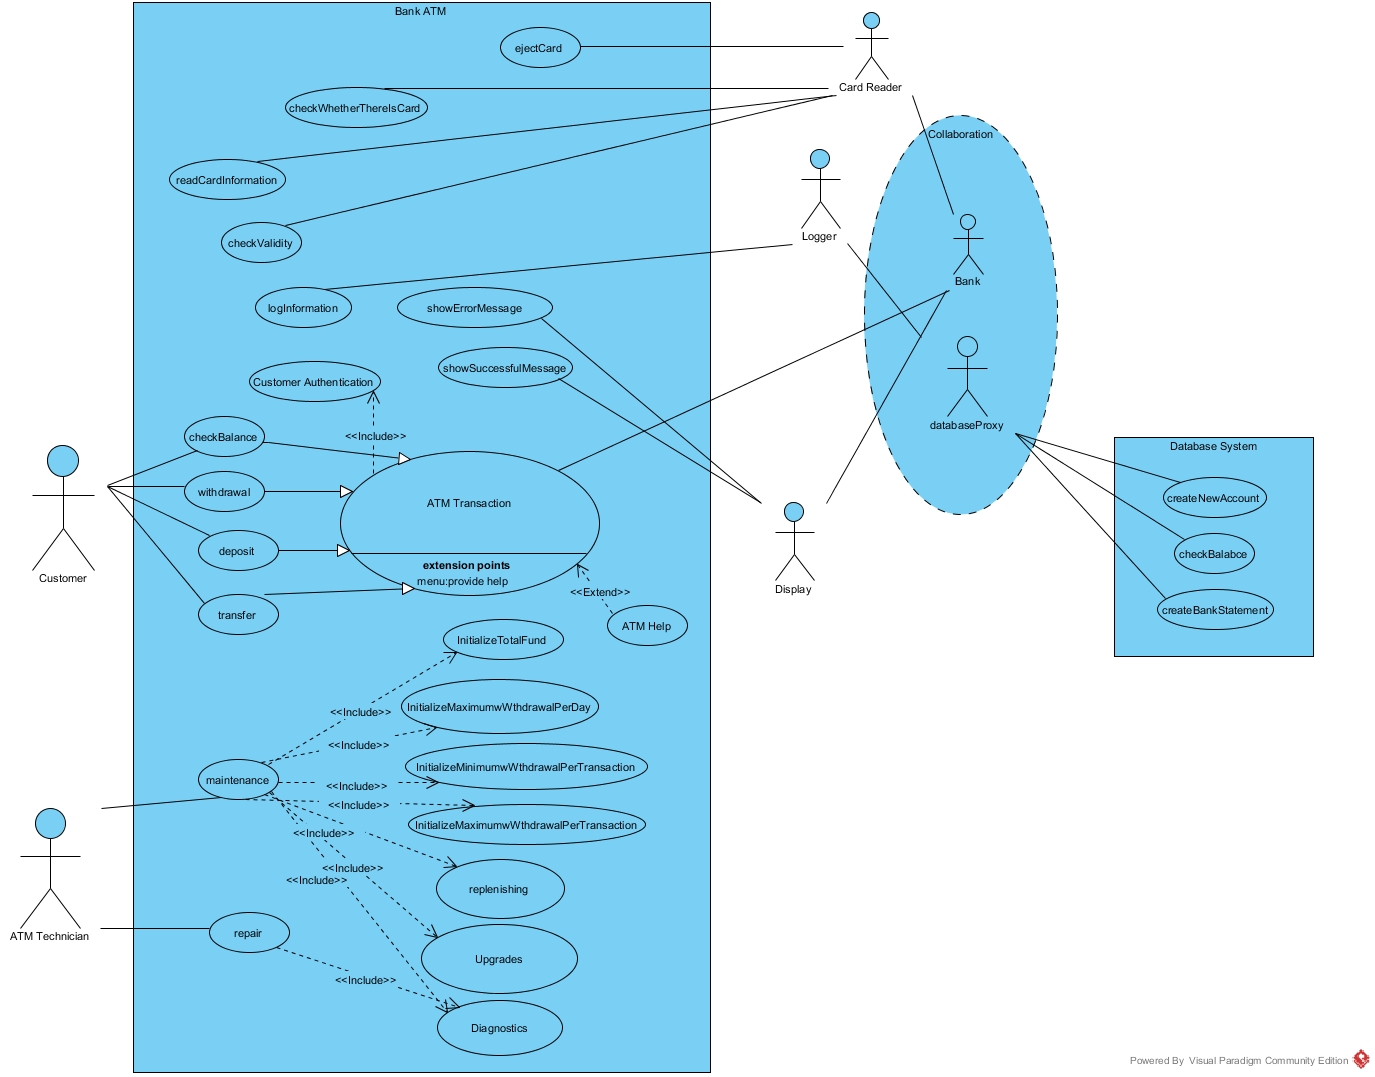 Bank ATM
ejectCard
Card Reader
checkWhetherThereIsCard
Collaboration
readCardInformation
Logger
checkValidity
Bank
logInformation
showErrorMessage
showSuccessfulMessage
Customer Authentication
databaseProxy
checkBalance
<<Include>>
Database System
withdrawal
ATM Transaction
createNewAccount
deposit
checkBalabce
extension points
menu:provide help
Customer
Display
<<Extend>>
createBankStatement
transfer
ATM Help
InitializeTotalFund
<<Include>>
InitializeMaximumwWthdrawalPerDay
<<Include>>
InitializeMinimumwWthdrawalPerTransaction
maintenance
<<Include>>
<<Include>>
InitializeMaximumwWthdrawalPerTransaction
<<Include>>
<<Include>>
<<Include>>
replenishing
ATM Technician
repair
Upgrades
<<Include>>
Diagnostics
Powered By Visual Paradigm Community Edition